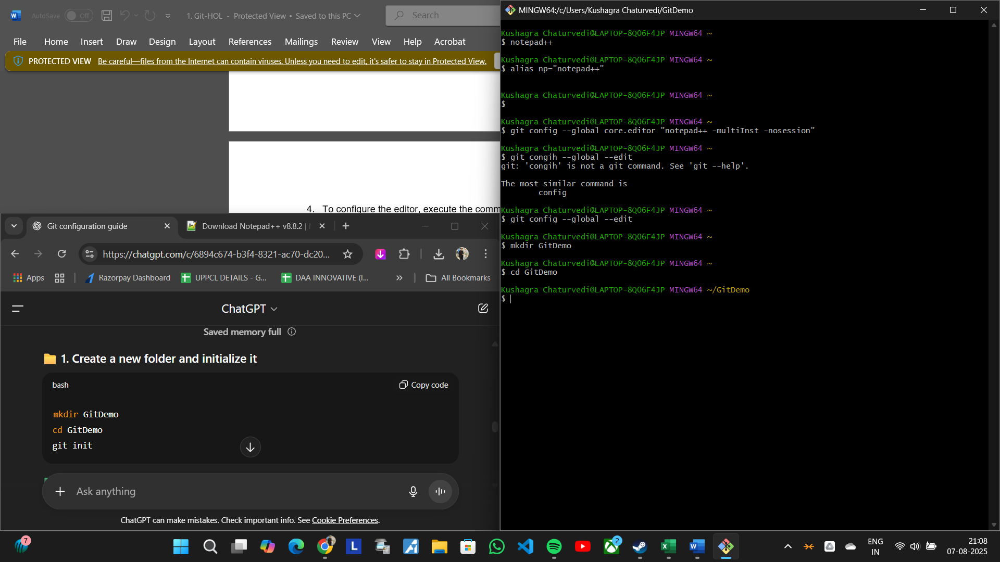 AutoSave Off
1. Git-HOL - Protected View • Saved to this PC
Search
File Home Insert Draw Design Layout References Mailings Review View Help Acrobat
PROTECTED VIEW Be careful—files from the Internet can contain viruses. Unless you need to edit, it's safer to stay in Protected View.
4. To configure the editor, execute the comm
Git configuration guide
Download Notepad++ v8.8.2 |
https://chatgpt.com/c/6894c674-b3f4-8321-ac70-dc20...
Apps
Razorpay Dashboard
UPPCL DETAILS - G...
DAA INNOVATIVE (I...
All Bookmarks
ChatGPT
Saved memory full
1. Create a new folder and initialize it
bash
Copy code
mkdir GitDemo
cd GitDemo
git init
Ask anything
ChatGPT can make mistakes. Check important info. See Cookie Preferences.
MINGW64:/c/Users/Kushagra Chaturvedi/GitDemo
Kushagra Chaturvedi@LAPTOP-8QO6F4JP MINGW64 ~
$ notepad++
Kushagra Chaturvedi@LAPTOP-8QO6F4JP MINGW64 ~
$ alias np="notepad++"
Kushagra Chaturvedi@LAPTOP-8QO6F4JP MINGW64 ~
$
Kushagra Chaturvedi@LAPTOP-8QO6F4JP MINGW64 ~
$ git config --global core.editor "notepad++ -multiInst -nosession"
Kushagra Chaturvedi@LAPTOP-8QO6F4JP MINGW64 ~
$ git congih --global --edit
git: 'congih' is not a git command. See 'git --help'.
The most similar command is
config
Kushagra Chaturvedi@LAPTOP-8QO6F4JP MINGW64 ~
$ git config --global --edit
Kushagra Chaturvedi@LAPTOP-8QO6F4JP MINGW64 ~
$ mkdir GitDemo
Kushagra Chaturvedi@LAPTOP-8QO6F4JP MINGW64 ~
$ cd GitDemo
Kushagra Chaturvedi@LAPTOP-8QO6F4JP MINGW64 ~/GitDemo
$
7
L
2
ENG
IN
21:08
07-08-2025